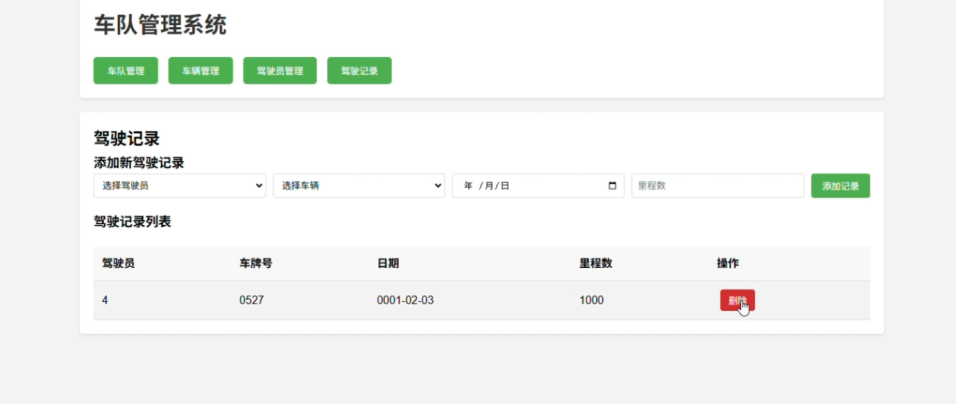 车队管理系统
车队管理 车辆管理 驾驶员管理 驾驶记录
驾驶记录
添加新驾驶记录
选择驾驶员 选择车辆 年 /月/日 里程数 添加记录
驾驶记录列表
驾驶员 车牌号 日期 里程数 操作
4 0527 0001-02-03 1000 删除